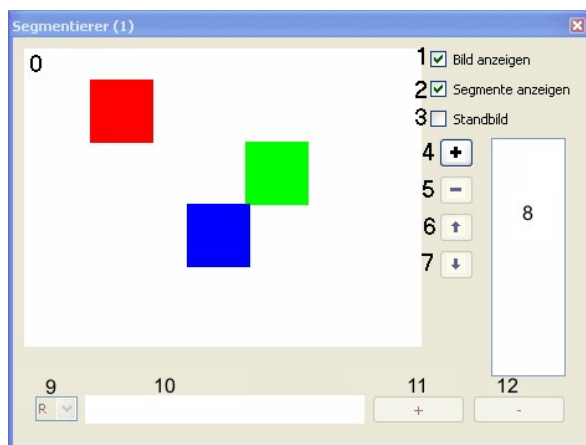 Segmentierer (1)
0
1 Bild anzeigen
2 Segmente anzeigen
3 Standbild
4 +
5 -
6
7
8
9 10 11 12
R + -